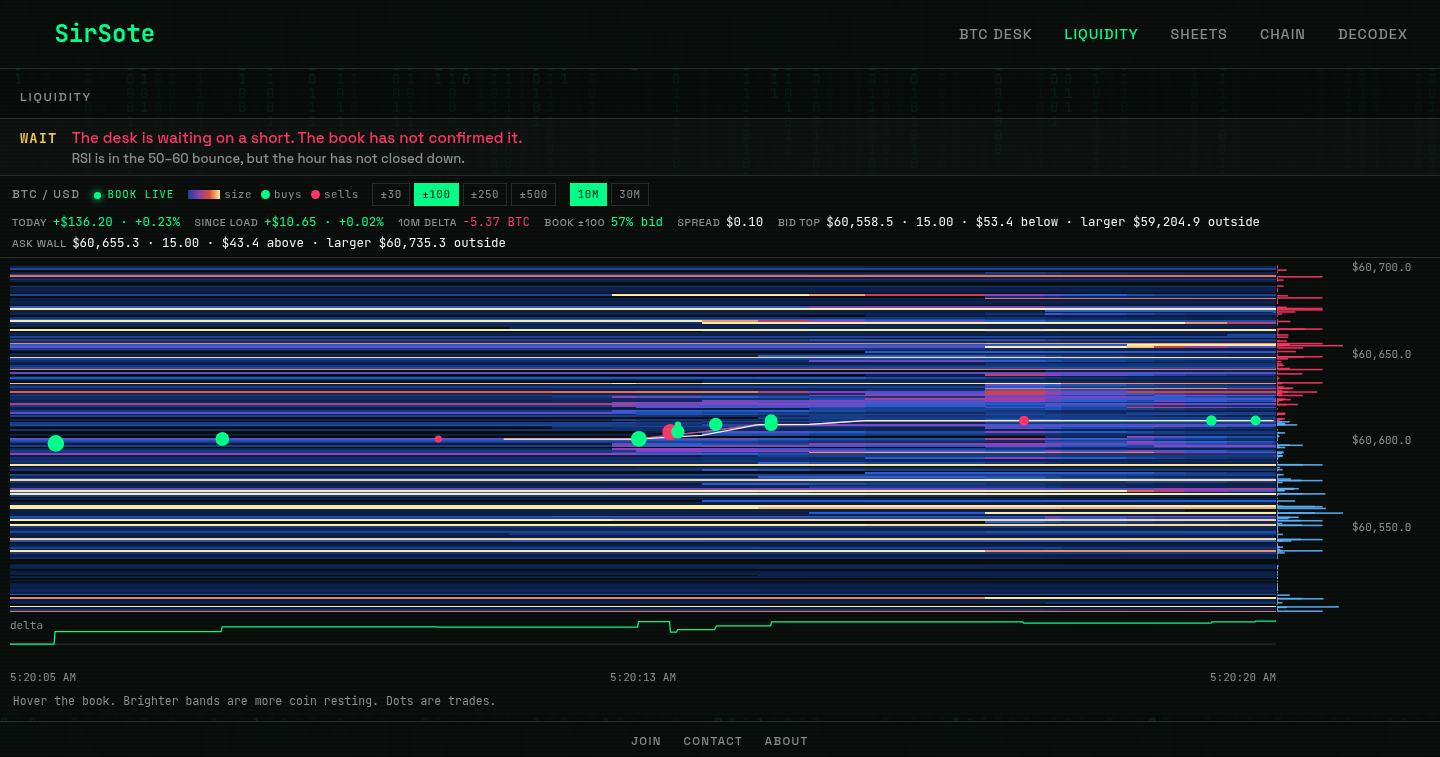 SirSote
BTC DESK LIQUIDITY SHEETS CHAIN DECODEX
LIQUIDITY
WAIT The desk is waiting on a short. The book has not confirmed it.
RSI is in the 50–60 bounce, but the hour has not closed down.
BTC / USD BOOK LIVE size buys sells ±30 ±100 ±250 ±500 10M 30M
TODAY +$136.20 · +0.23% SINCE LOAD +$10.65 · +0.02% 10M DELTA -5.37 BTC BOOK ±100 57% bid SPREAD $0.10 BID TOP $60,558.5 · 15.00 · $53.4 below · larger $59,204.9 outside
ASK WALL $60,655.3 · 15.00 · $43.4 above · larger $60,735.3 outside
$60,700.0
$60,650.0
$60,600.0
$60,550.0
delta
5:20:05 AM 5:20:13 AM 5:20:20 AM
Hover the book. Brighter bands are more coin resting. Dots are trades.
JOIN CONTACT ABOUT